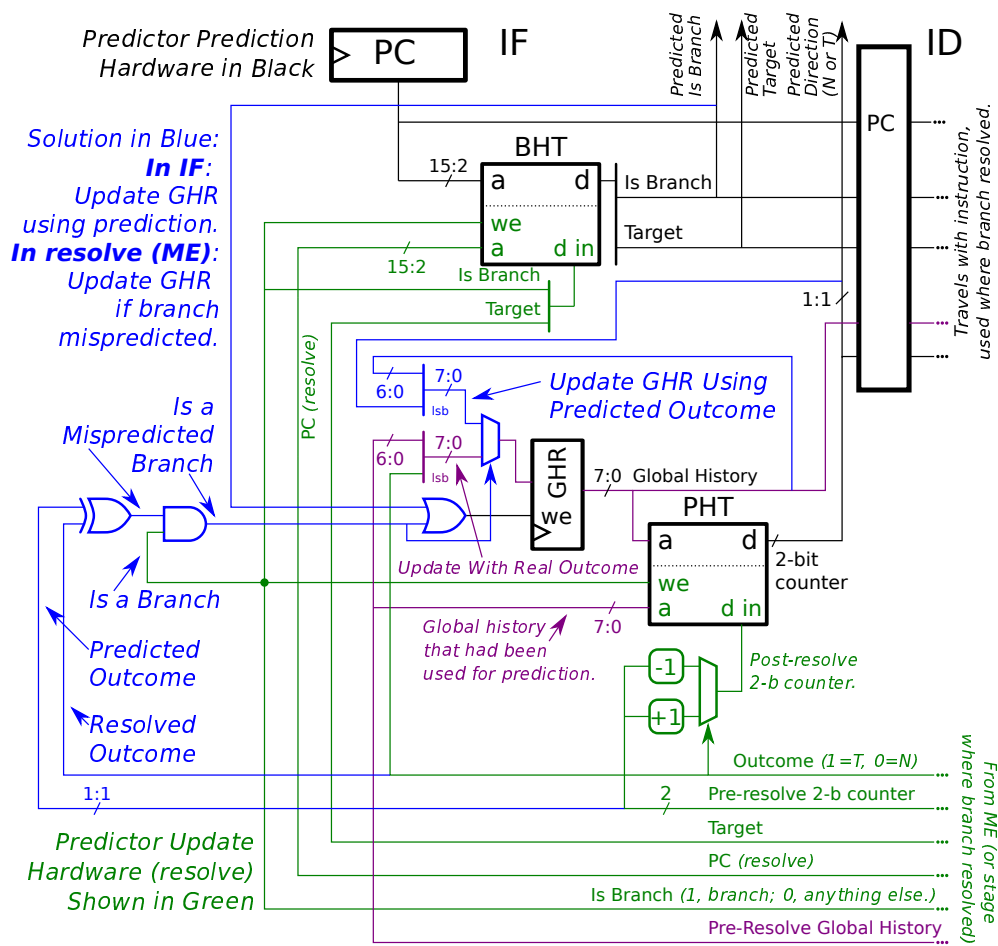 Predictor Prediction
Hardware in Black
PC
IF
ID
Predicted
Is Branch
Predicted
Target
Predicted
Direction
(N or T)
PC
...
Travels with instruction,
used where branch resolved.
Solution in Blue:
In IF:
Update GHR
using prediction.
In resolve (ME):
Update GHR
if branch
mispredicted.
BHT
15:2
a
d
Is Branch
...
we
Target
...
a
d in
15:2
Is Branch
Target
1:1
...
...
PC (resolve)
6:0
7:0
lsb
Update GHR Using
Predicted Outcome
Is a
Mispredicted
Branch
6:0
7:0
lsb
GHR
we
7:0
Global History
PHT
a
d
2-bit
counter
we
a
d in
Update With Real Outcome
Is a Branch
7:0
Global history
that had been
used for prediction.
Predicted
Outcome
Resolved
Outcome
-1
+1
Post-resolve
2-b counter.
Outcome (1=T, 0=N)
...
1:1
2
Pre-resolve 2-b counter
...
Target
...
PC (resolve)
...
Is Branch (1, branch; 0, anything else.)
...
Pre-Resolve Global History
...
From ME (or stage
where branch resolved)
Predictor Update
Hardware (resolve)
Shown in Green